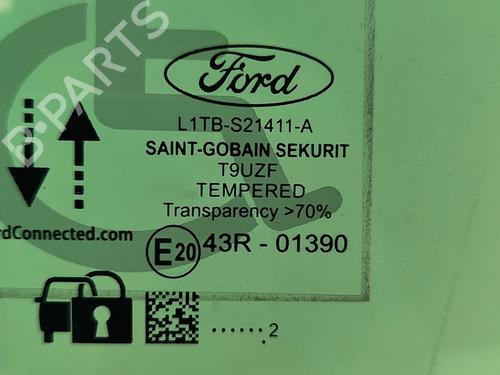 B-PARTS
Ford
L1TB-S21411-A
SAINT-GOBAIN SEKURIT
T9UZF
TEMPERED
Transparency >70%
rdConnected.com
E20 43R - 01390
......2